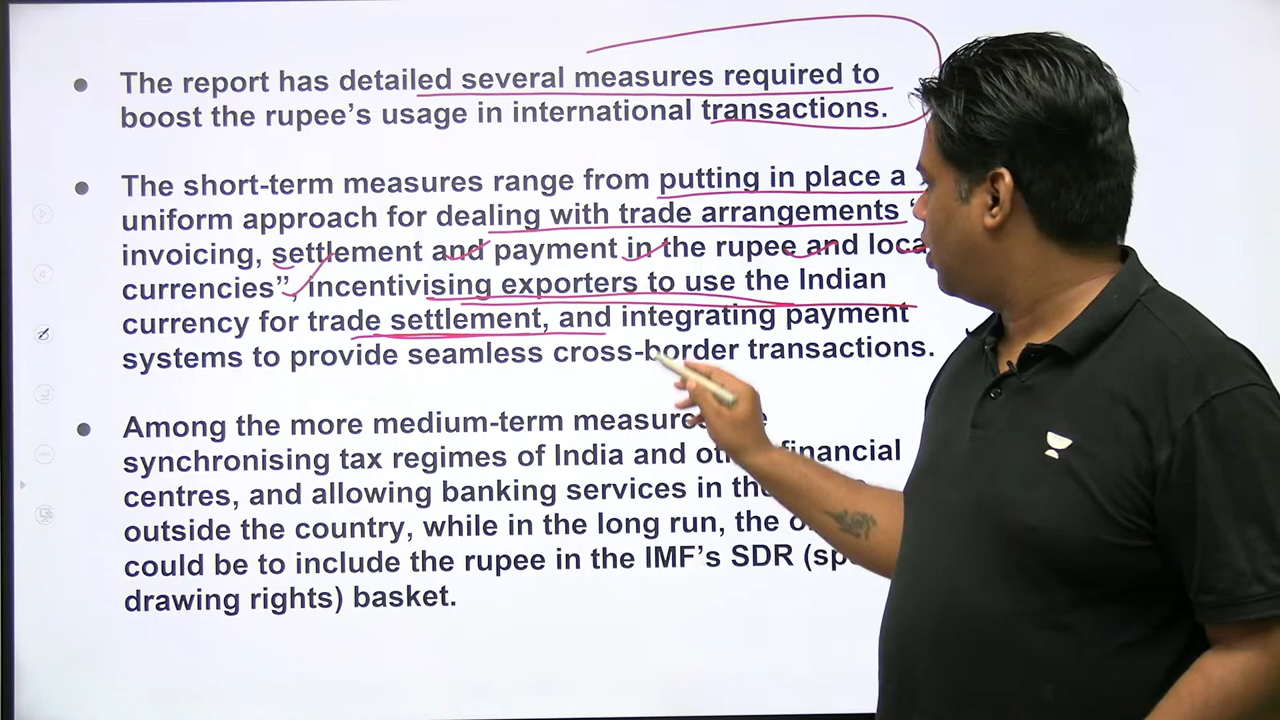 The report has detailed several measures required to
boost the rupee’s usage in international transactions.
The short-term measures range from putting in place a
uniform approach for dealing with trade arrangements “
invoicing, settlement and payment in the rupee and loca
currencies”, incentivising exporters to use the Indian
currency for trade settlement, and integrating payment
systems to provide seamless cross-border transactions.
Among the more medium-term measures
synchronising tax regimes of India and financial
centres, and allowing banking services in
outside the country, while in the long run, the
could be to include the rupee in the IMF’s SDR
drawing rights) basket.